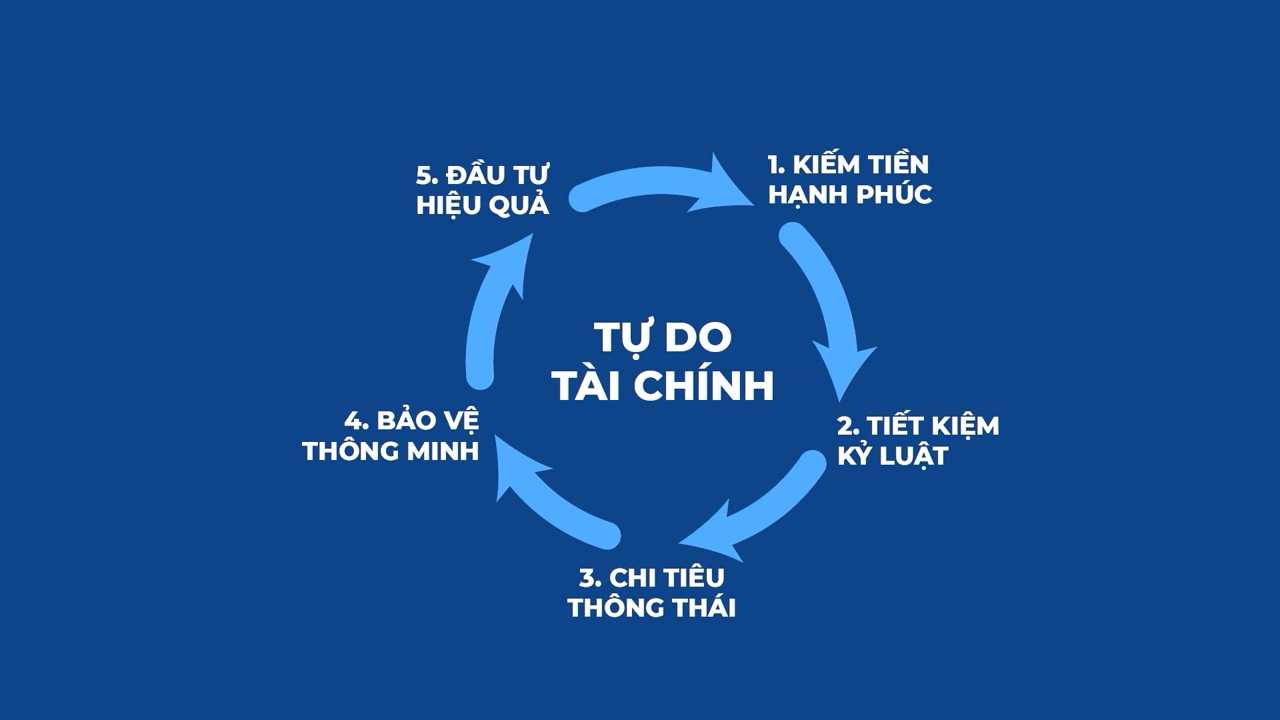 TỰ DO
TÀI CHÍNH
1. KIẾM TIỀN
HẠNH PHÚC
2. TIẾT KIỆM
KỶ LUẬT
3. CHI TIÊU
THÔNG THÁI
4. BẢO VỆ
THÔNG MINH
5. ĐẦU TƯ
HIỆU QUẢ